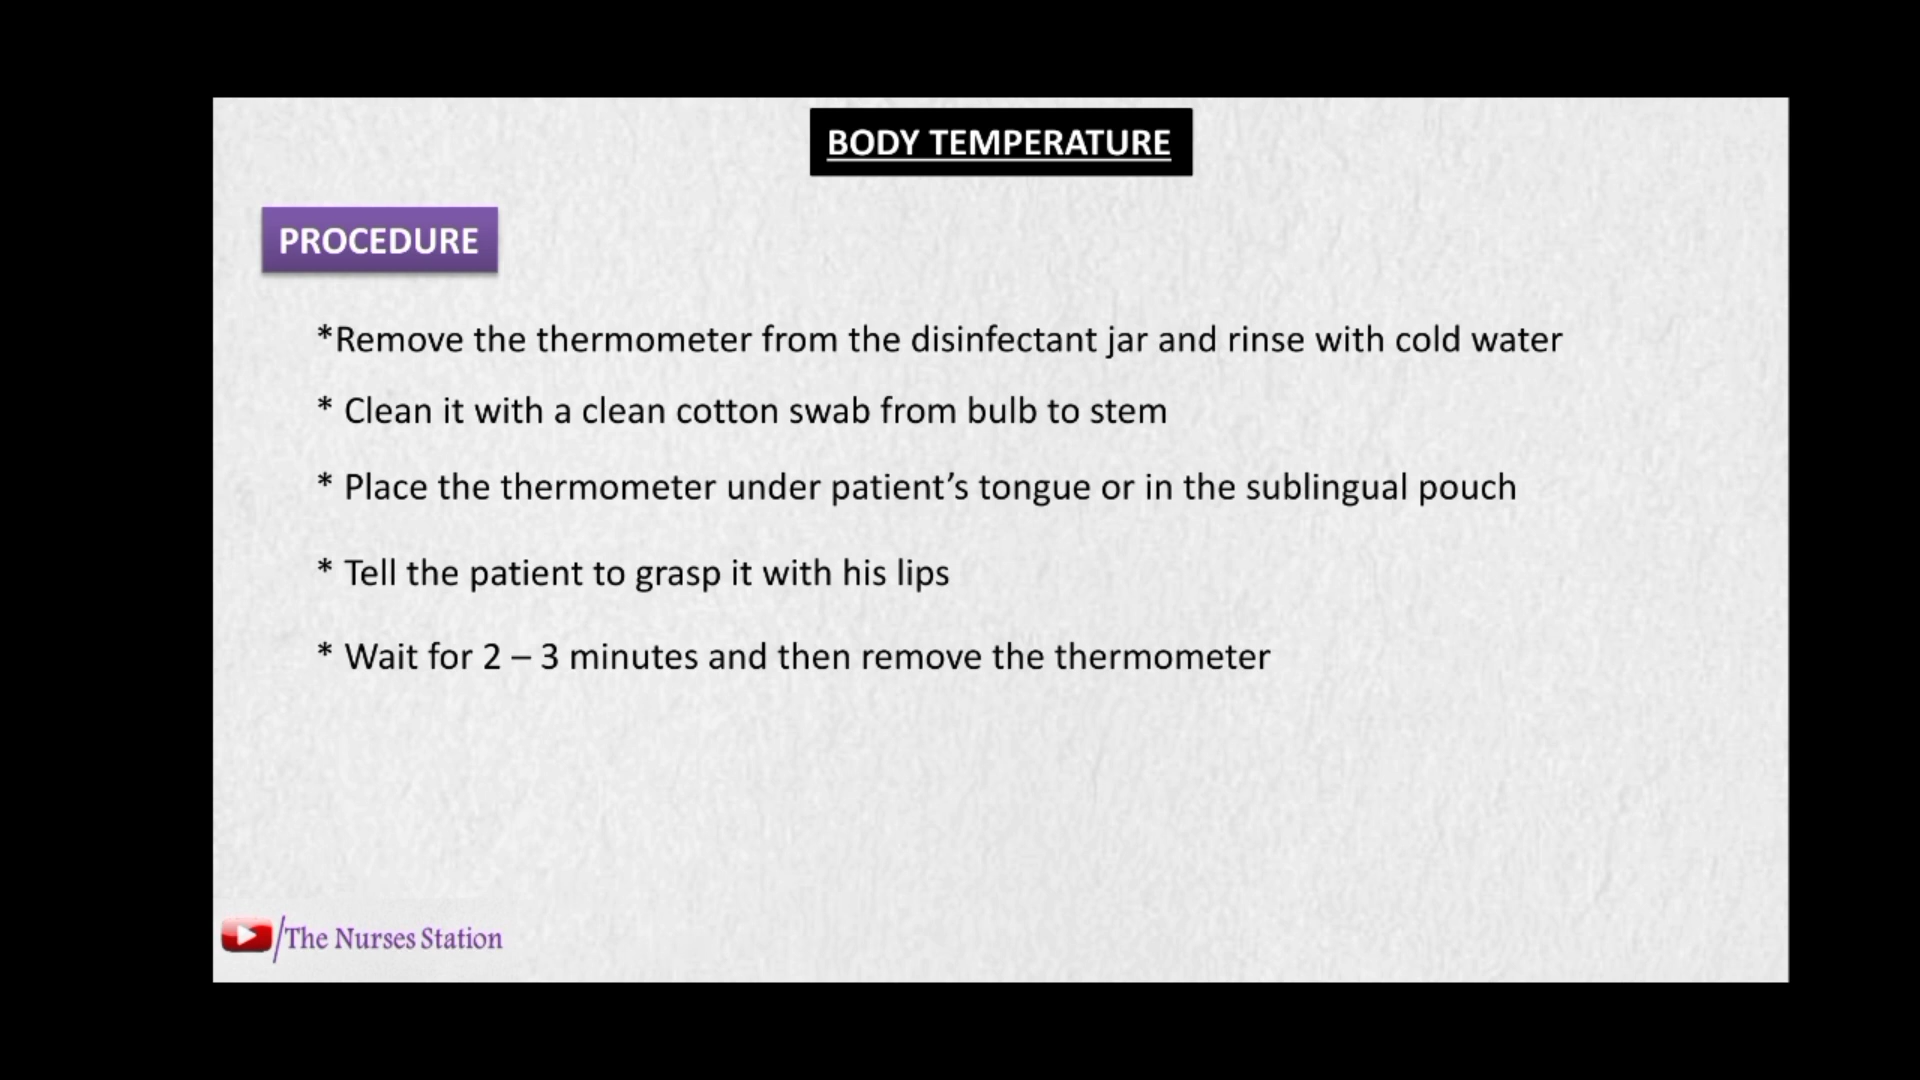 BODY TEMPERATURE
PROCEDURE
*Remove the thermometer from the disinfectant jar and rinse with cold water
* Clean it with a clean cotton swab from bulb to stem
* Place the thermometer under patient’s tongue or in the sublingual pouch
* Tell the patient to grasp it with his lips
* Wait for 2 – 3 minutes and then remove the thermometer
/The Nurses Station